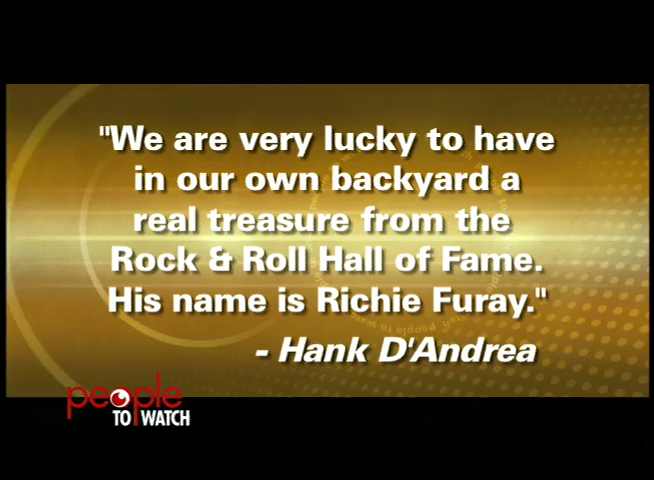 "We are very lucky to have
in our own backyard a
real treasure from the
Rock & Roll Hall of Fame.
His name is Richie Furay."
- Hank D'Andrea
people
TO WATCH